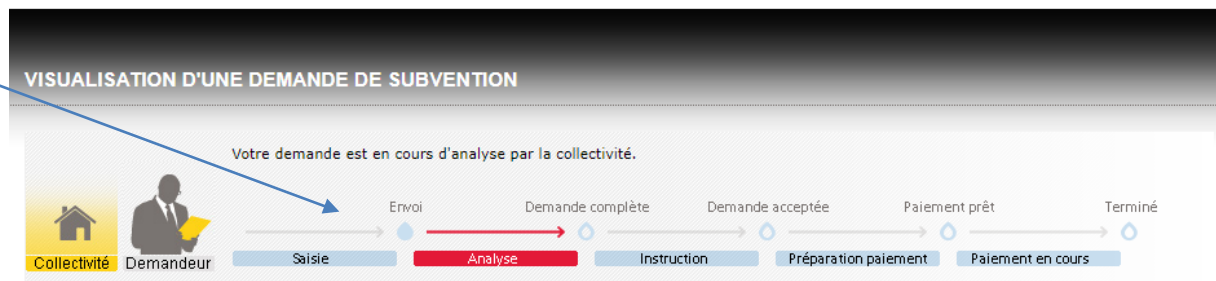 VISUALISATION D'UNE DEMANDE DE SUBVENTION
Votre demande est en cours d'analyse par la collectivité.
Envoi Demande complète Demande acceptée Paiement prêt Terminé
Collectivité Demandeur Saisie Analyse Instruction Préparation paiement Paiement en cours